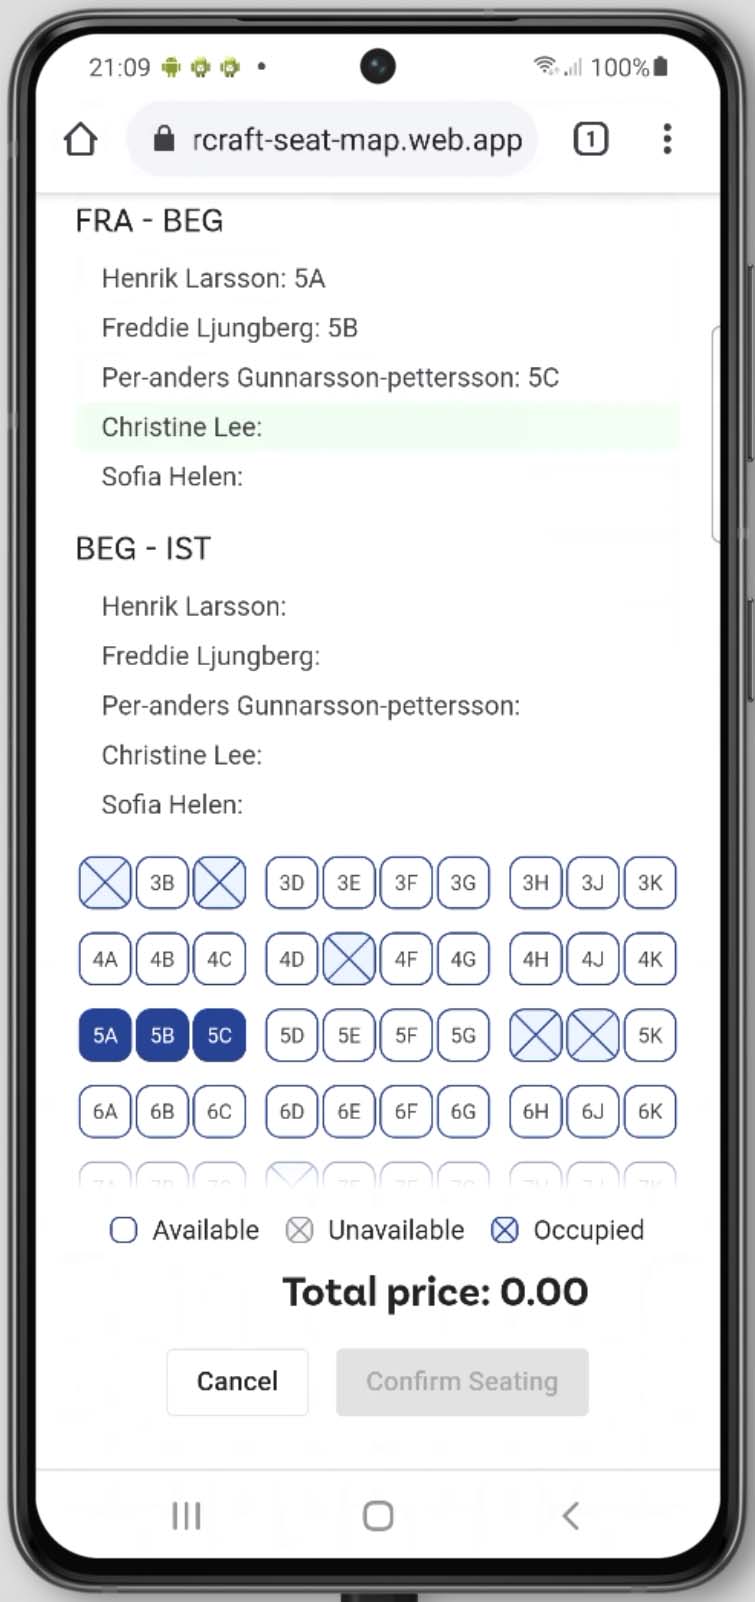 21:09 100%
rcraft-seat-map.web.app 1
FRA - BEG
Henrik Larsson: 5A
Freddie Ljungberg: 5B
Per-anders Gunnarsson-pettersson: 5C
Christine Lee:
Sofia Helen:
BEG - IST
Henrik Larsson:
Freddie Ljungberg:
Per-anders Gunnarsson-pettersson:
Christine Lee:
Sofia Helen:
3B 3D 3E 3F 3G 3H 3J 3K
4A 4B 4C 4D 4F 4G 4H 4J 4K
5A 5B 5C 5D 5E 5F 5G 5K
6A 6B 6C 6D 6E 6F 6G 6H 6J 6K
Available Unavailable Occupied
Total price: 0.00
Cancel Confirm Seating